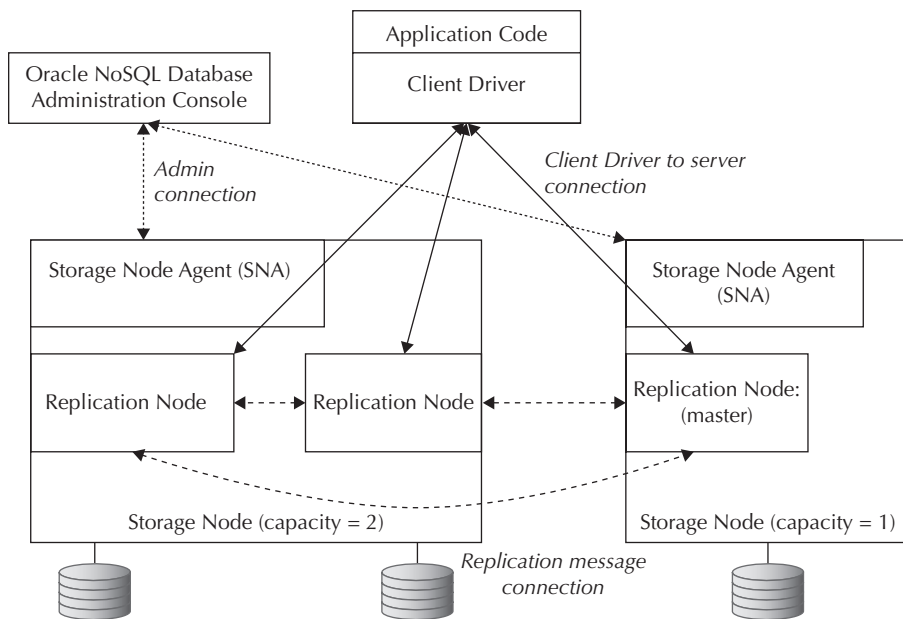 Application Code
Client Driver
Oracle NoSQL Database
Administration Console
Admin
connection
Client Driver to server
connection
Storage Node Agent (SNA)
Storage Node Agent
(SNA)
Replication Node
Replication Node
Replication Node:
(master)
Storage Node (capacity = 2)
Storage Node (capacity = 1)
Replication message
connection